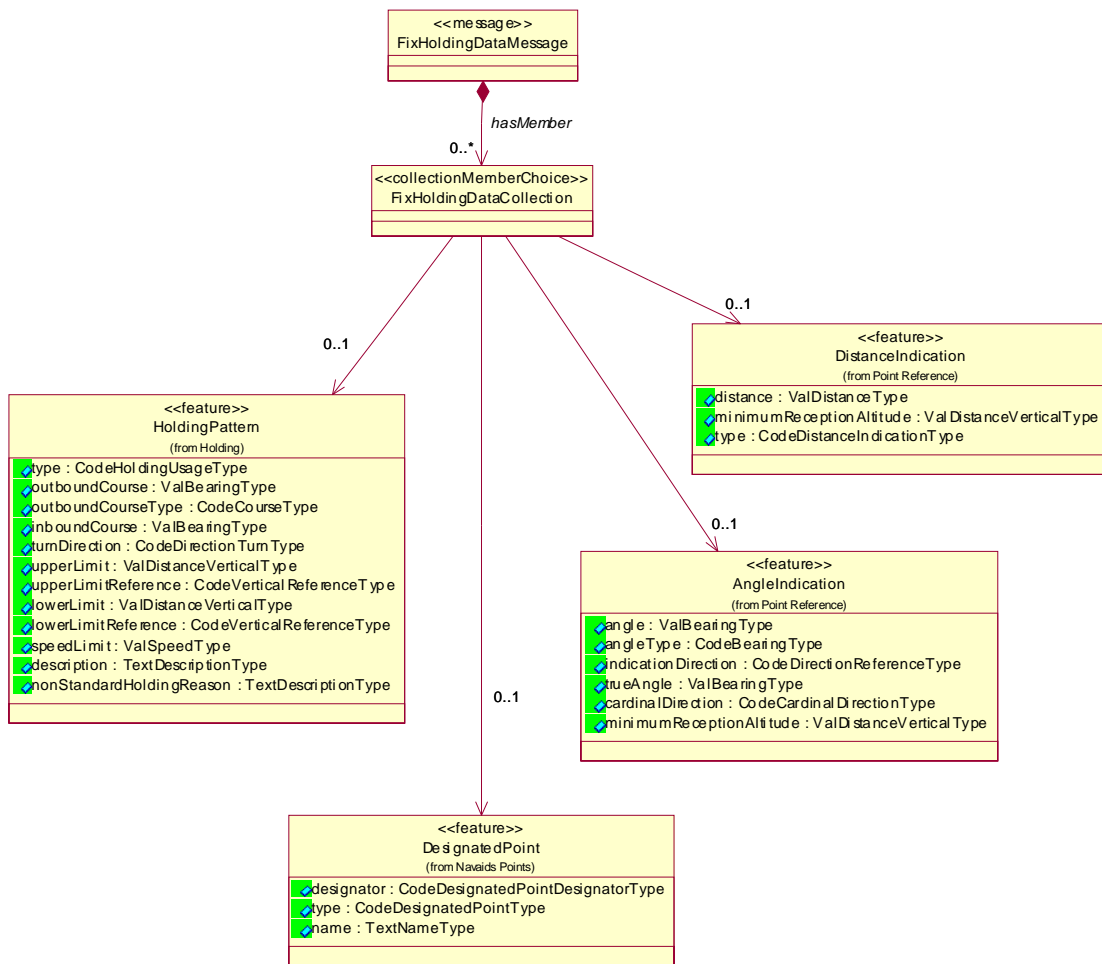 <<message>>
FixHoldingDataMessage
hasMember
0..*
<<collectionMemberChoice>>
FixHoldingDataCollection
0..1
<<feature>>
DistanceIndication
(from Point Reference)
distance : ValDistanceType
minimumReceptionAltitude : ValDistanceVerticalType
type : CodeDistanceIndicationType
0..1
<<feature>>
HoldingPattern
(from Holding)
type : CodeHoldingUsageType
outboundCourse : ValBearingType
outboundCourseType : CodeCourseType
inboundCourse : ValBearingType
turnDirection : CodeDirectionTurnType
upperLimit : ValDistanceVerticalType
upperLimitReference : CodeVerticalReferenceType
lowerLimit : ValDistanceVerticalType
lowerLimitReference : CodeVerticalReferenceType
speedLimit : ValSpeedType
description : TextDescriptionType
nonStandardHoldingReason : TextDescriptionType
0..1
<<feature>>
AngleIndication
(from Point Reference)
angle : ValBearingType
angleType : CodeBearingType
indicationDirection : CodeDirectionReferenceType
trueAngle : ValBearingType
cardinalDirection : CodeCardinalDirectionType
minimumReceptionAltitude : ValDistanceVerticalType
0..1
<<feature>>
DesignatedPoint
(from Navaids Points)
designator : CodeDesignatedPointDesignatorType
type : CodeDesignatedPointType
name : TextNameType